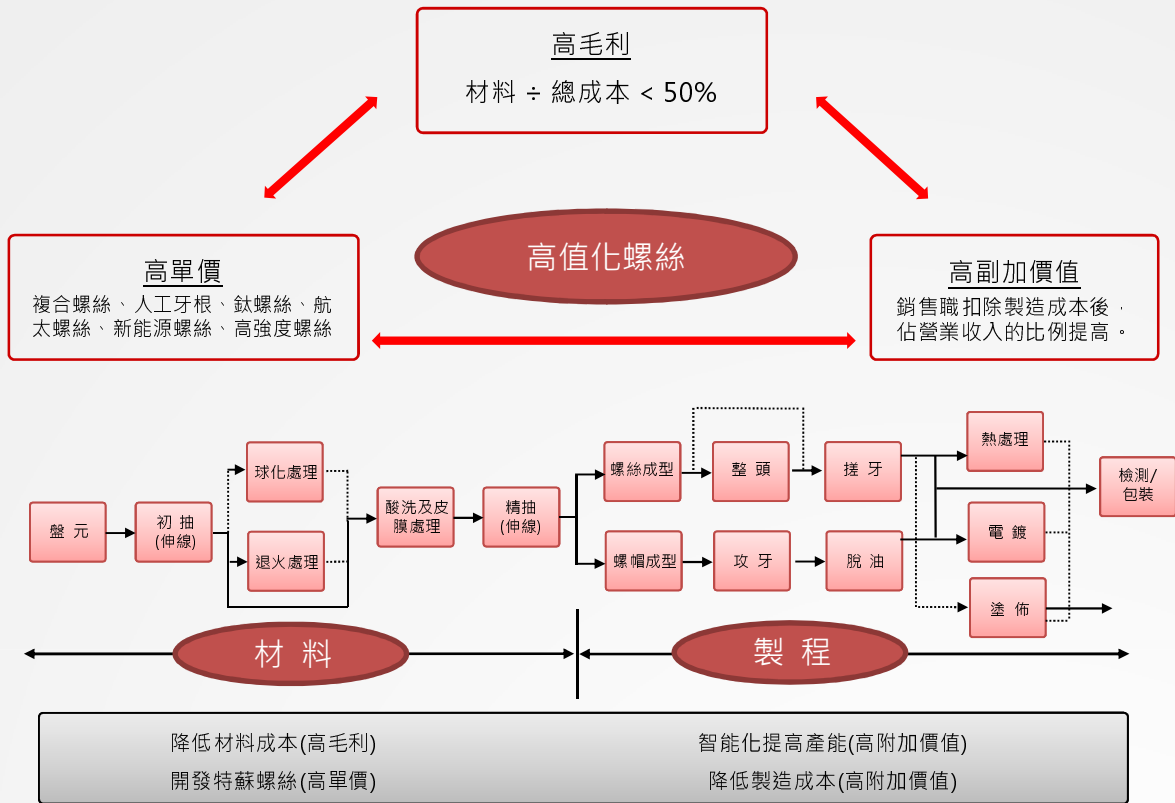 高毛利
材料 ÷ 總成本 < 50%
高值化螺絲
高單價
複合螺絲、人工牙根、鈦螺絲、航
太螺絲、新能源螺絲、高強度螺絲
高副加價值
銷售職扣除製造成本後，
佔營業收入的比例提高。
盤元
初抽
(伸線)
球化處理
退火處理
酸洗及皮
膜處理
精抽
(伸線)
螺絲成型
整頭
搓牙
螺帽成型
攻牙
脫油
熱處理
電鍍
塗佈
檢測/
包裝
材料
製程
降低材料成本(高毛利)
開發特蘇螺絲(高單價)
智能化提高產能(高附加價值)
降低製造成本(高附加價值)